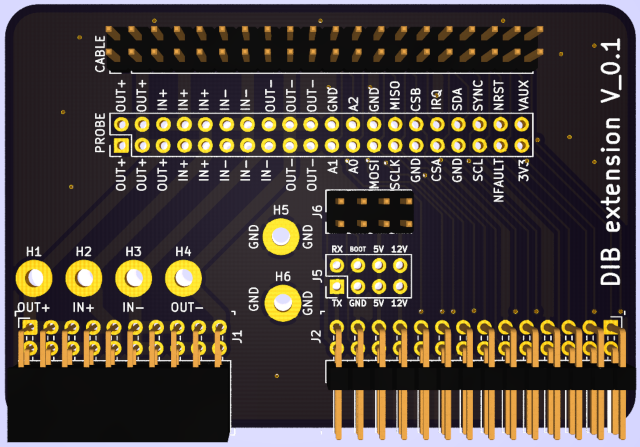 CABLE
OUT+ OUT+ IN+ IN+ IN+ IN- IN- OUT- OUT- OUT- GND A2 GND MISO CSB IRQ SDA SYNC NRST VAUX
PROBE
OUT+ OUT+ OUT+ IN+ IN+ IN- IN- IN- OUT- OUT- A1 A0 MOSI SCLK GND CSA GND SCL NFAULT 3V3
DIB extension V_0.1
J6
H5
GND GND
H1 H2 H3 H4
OUT+ IN+ IN- OUT-
H6
GND GND
RX BOOT 5V 12V
J5
TX GND 5V 12V
J1
J2